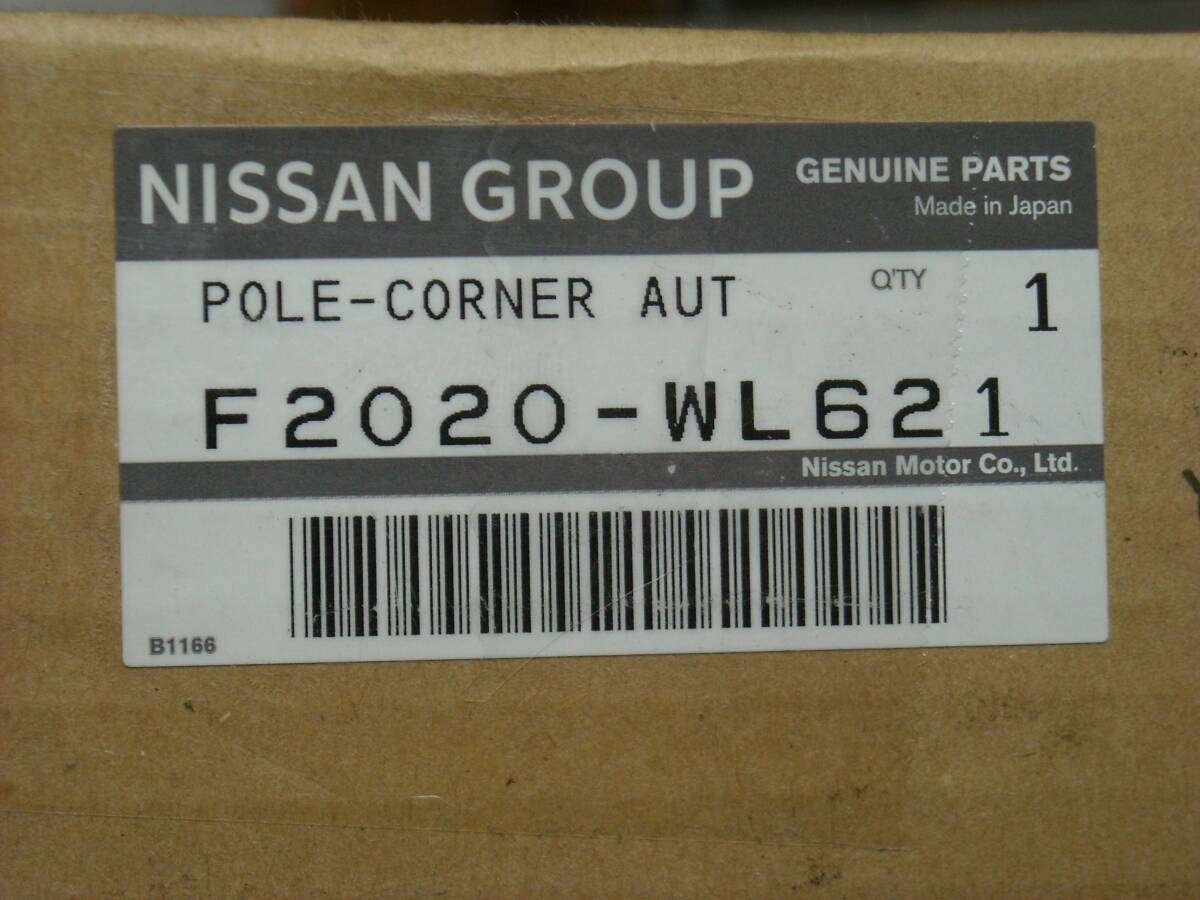 NISSAN GROUP
GENUINE PARTS
Made in Japan
POLE-CORNER AUT
Q'TY 1
F2020-WL621
Nissan Motor Co., Ltd.
B1166